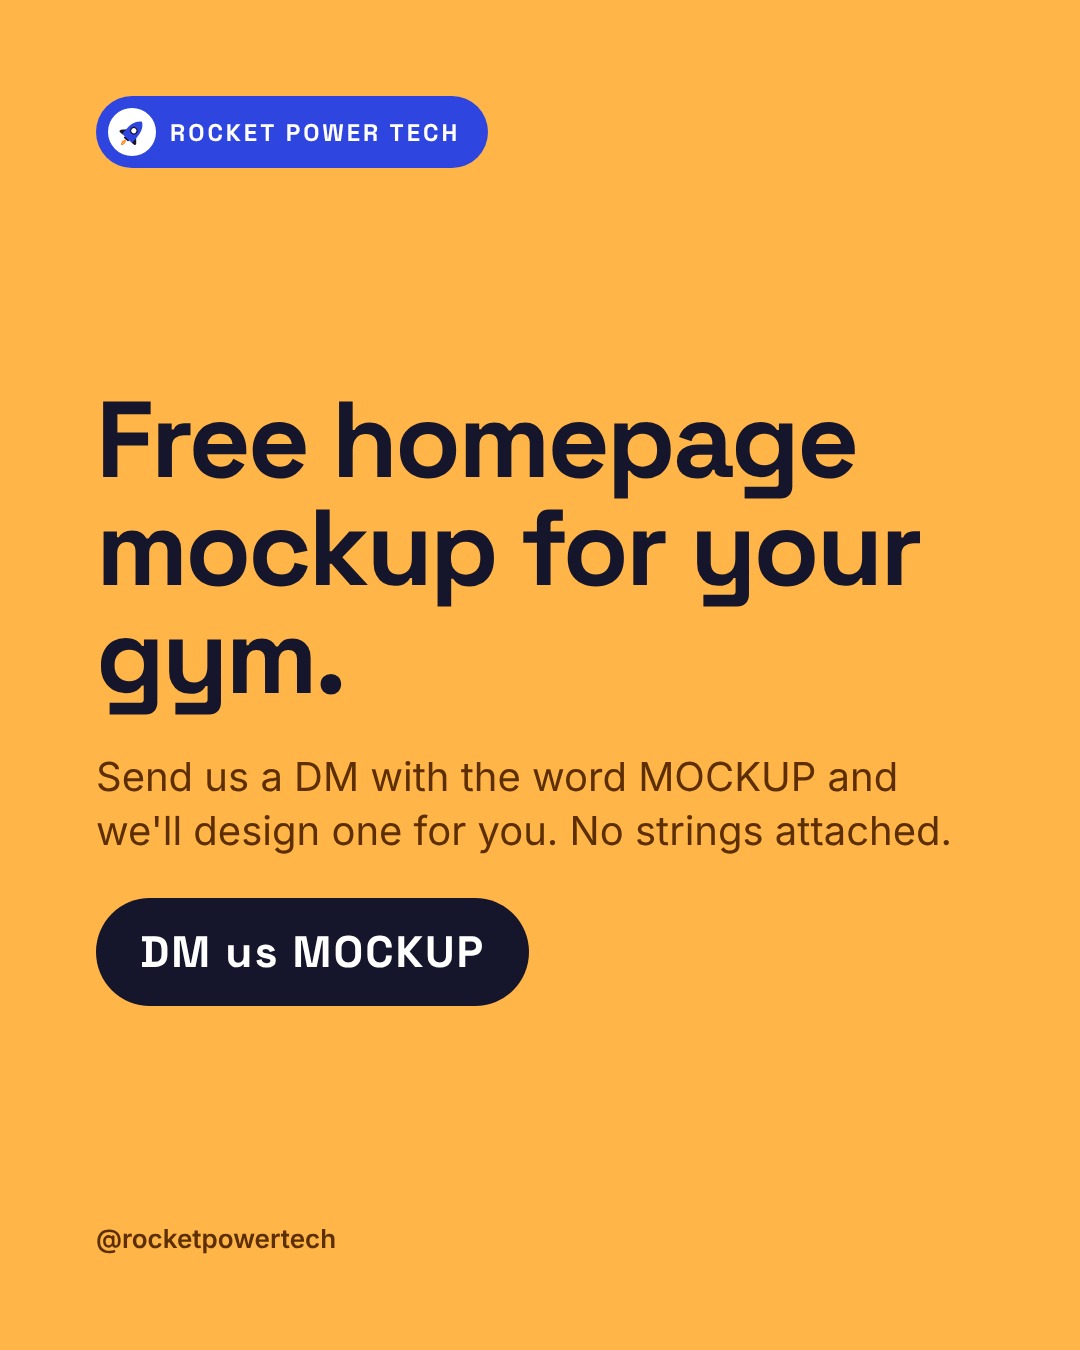 ROCKET POWER TECH
Free homepage
mockup for your
gym.
Send us a DM with the word MOCKUP and
we'll design one for you. No strings attached.
DM us MOCKUP
@rocketpowertech